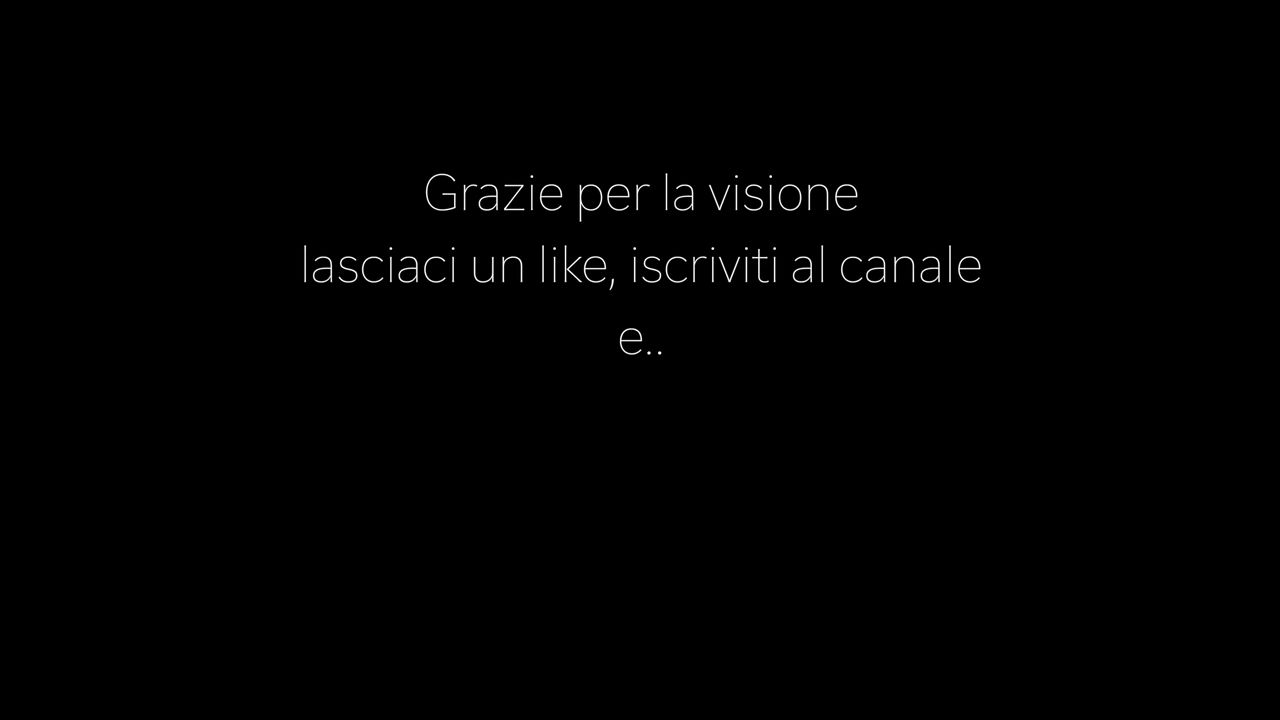 Grazie per la visione
lasciaci un like, iscriviti al canale
e..